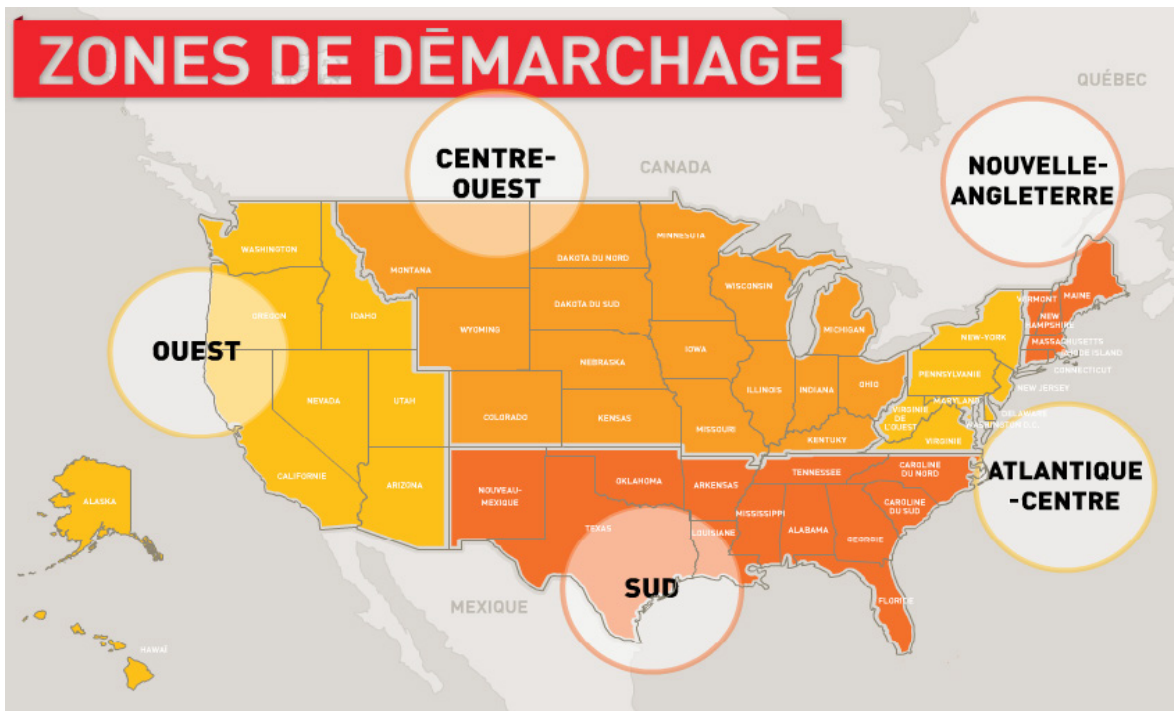 ZONES DE DĒMARCHAGE
QUÉBEC
CENTRE-
OUEST
CANADA
NOUVELLE-
ANGLETERRE
WASHINGTON
MONTANA
DAKOTA DU NORD
MINNESOTA
WISCONSIN
MICHIGAN
VERMONT
MAINE
NEW
HAMPSHIRE
MASSACHUSETTS
RHODE ISLAND
CONNECTICUT
OUEST
OREGON
IDAHO
WYOMING
DAKOTA DU SUD
IOWA
NEBRASKA
NEW-YORK
PENNSYLVANIE
NEW JERSEY
NEVADA
UTAH
COLORADO
KENSAS
MISSOURI
ILLINOIS
INDIANA
OHIO
KENTUKY
VIRGINIE
DE
L'OUEST
MARYLAND
WASHINGTON D.C.
VIRGINIE
ATLANTIQUE
-CENTRE
CALIFORNIE
ARIZONA
NOUVEAU-
MEXIQUE
OKLAHOMA
ARKENSAS
TENNESSEE
CAROLINE
DU NORD
CAROLINE
DU SUD
TEXAS
LOUISIANE
MISSISSIPPI
ALABAMA
GEORGIE
FLORIDE
SUD
MEXIQUE
ALASKA
HAWAÏ